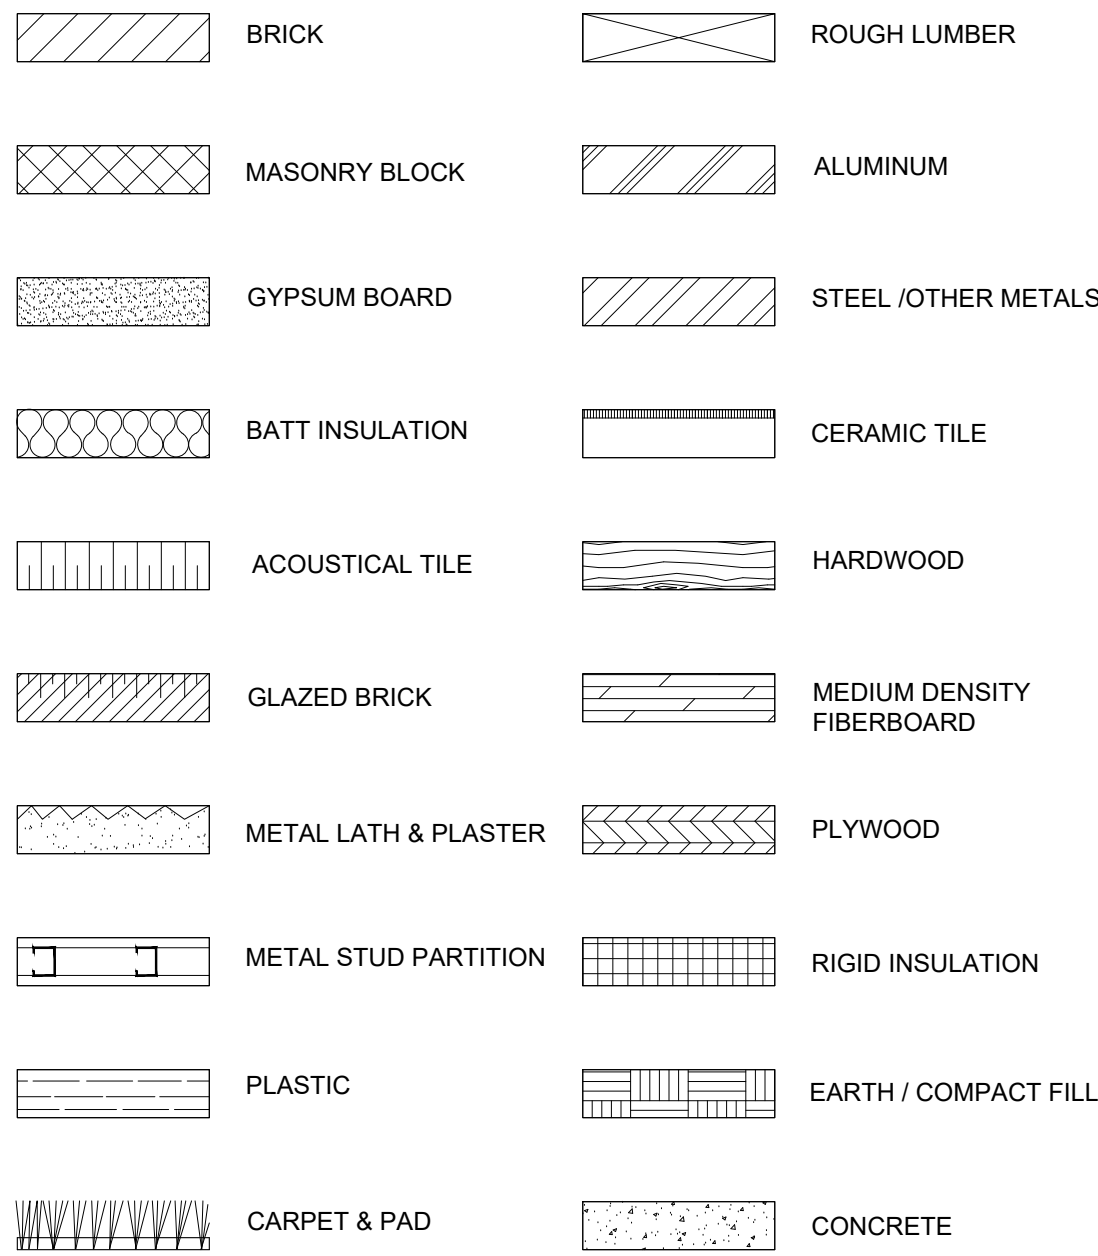 BRICK
ROUGH LUMBER
MASONRY BLOCK
ALUMINUM
GYPSUM BOARD
STEEL /OTHER METALS
BATT INSULATION
CERAMIC TILE
ACOUSTICAL TILE
HARDWOOD
GLAZED BRICK
MEDIUM DENSITY
FIBERBOARD
METAL LATH & PLASTER
PLYWOOD
METAL STUD PARTITION
RIGID INSULATION
PLASTIC
EARTH / COMPACT FILL
CARPET & PAD
CONCRETE